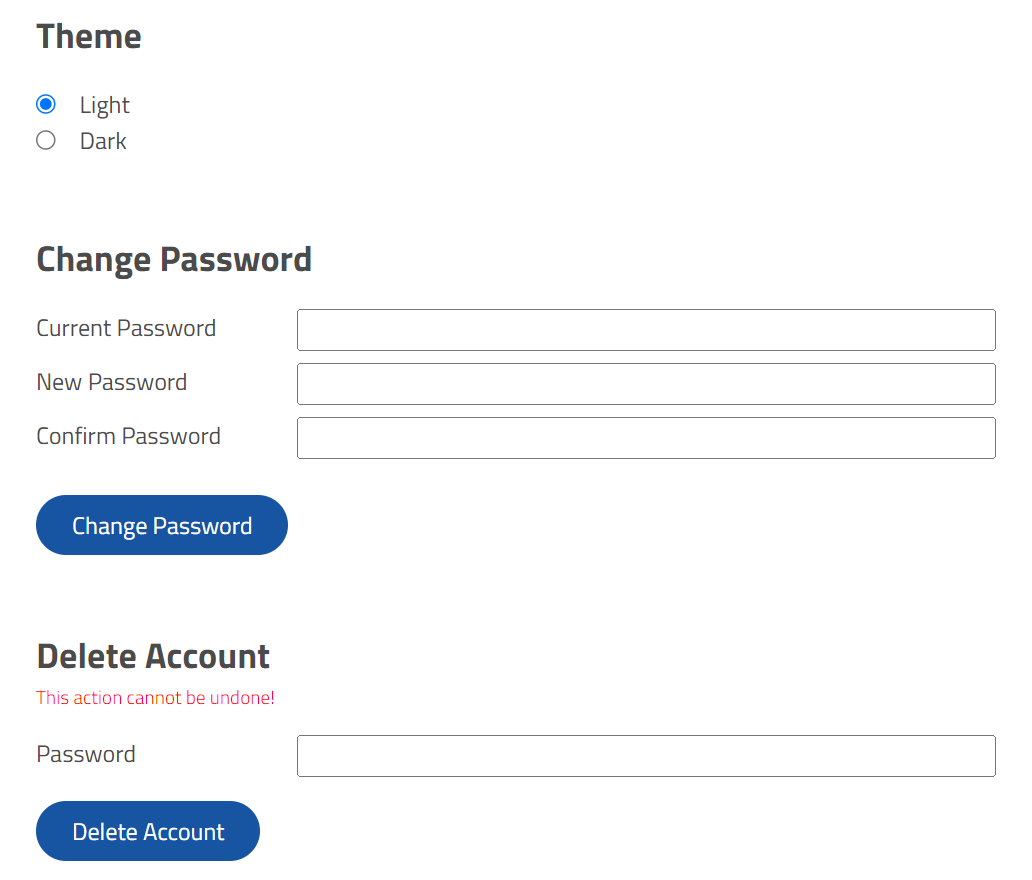 Theme
Light
Dark
Change Password
Current Password
New Password
Confirm Password
Change Password
Delete Account
This action cannot be undone!
Password
Delete Account